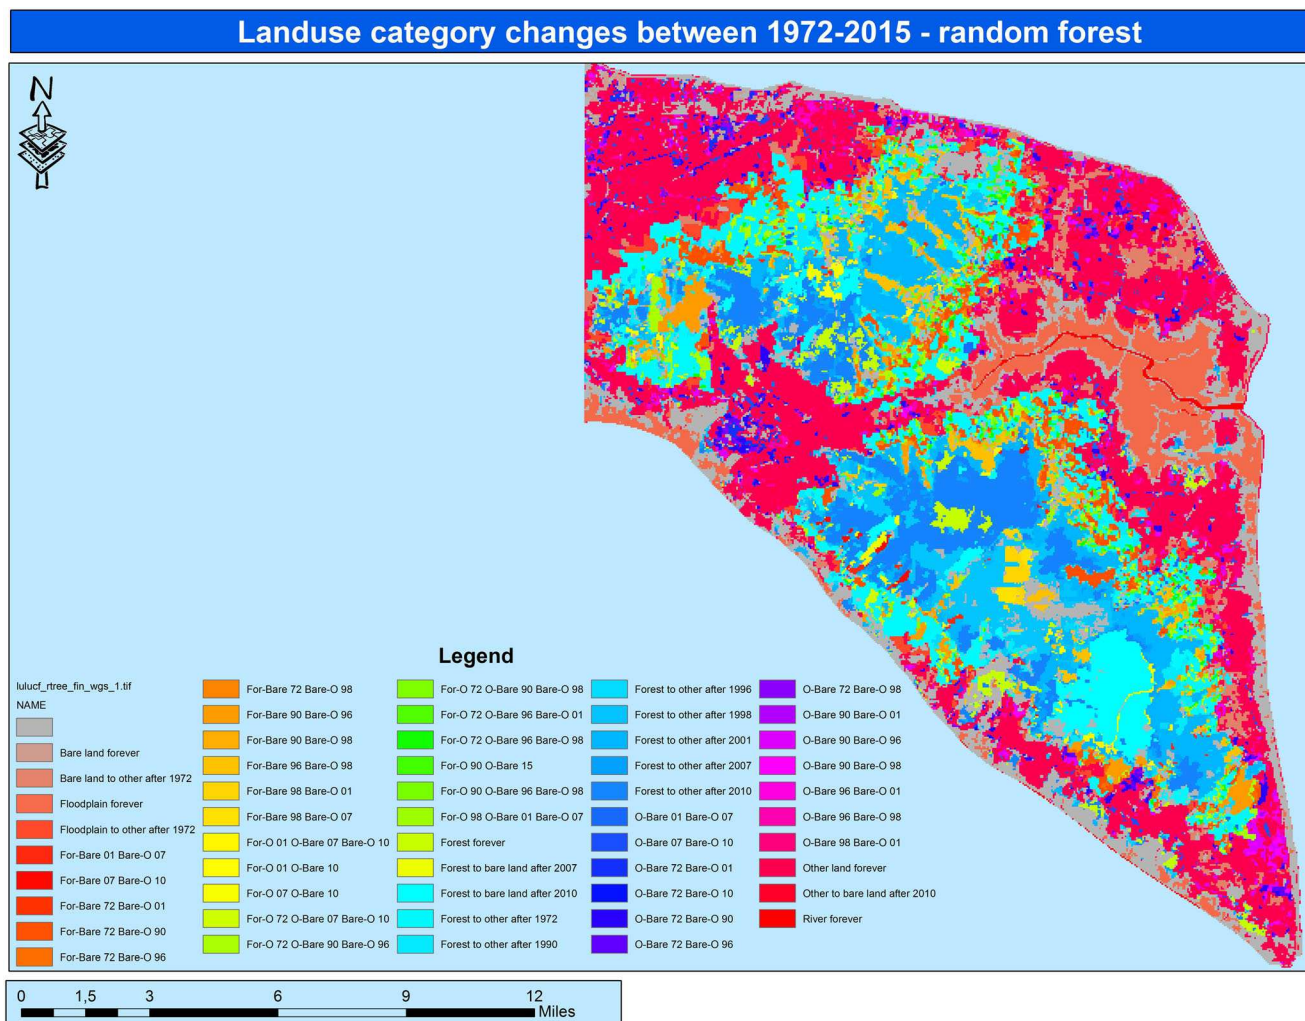 Landuse category changes between 1972-2015 - random forest
N
Legend
lulucf_rtree_fin_wgs_1.tif
NAME
Bare land forever
Bare land to other after 1972
Floodplain forever
Floodplain to other after 1972
For-Bare 01 Bare-O 07
For-Bare 07 Bare-O 10
For-Bare 72 Bare-O 01
For-Bare 72 Bare-O 90
For-Bare 72 Bare-O 96
For-Bare 72 Bare-O 98
For-Bare 90 Bare-O 96
For-Bare 90 Bare-O 98
For-Bare 96 Bare-O 98
For-Bare 98 Bare-O 01
For-Bare 98 Bare-O 07
For-O 01 O-Bare 07 Bare-O 10
For-O 01 O-Bare 10
For-O 07 O-Bare 10
For-O 72 O-Bare 07 Bare-O 10
For-O 72 O-Bare 90 Bare-O 96
For-O 72 O-Bare 90 Bare-O 98
For-O 72 O-Bare 96 Bare-O 01
For-O 72 O-Bare 96 Bare-O 98
For-O 90 O-Bare 15
For-O 90 O-Bare 96 Bare-O 98
For-O 98 O-Bare 01 Bare-O 07
Forest forever
Forest to bare land after 2007
Forest to bare land after 2010
Forest to other after 1972
Forest to other after 1990
Forest to other after 1996
Forest to other after 1998
Forest to other after 2001
Forest to other after 2007
Forest to other after 2010
O-Bare 01 Bare-O 07
O-Bare 07 Bare-O 10
O-Bare 72 Bare-O 01
O-Bare 72 Bare-O 10
O-Bare 72 Bare-O 90
O-Bare 72 Bare-O 96
O-Bare 72 Bare-O 98
O-Bare 90 Bare-O 01
O-Bare 90 Bare-O 96
O-Bare 90 Bare-O 98
O-Bare 96 Bare-O 01
O-Bare 96 Bare-O 98
O-Bare 98 Bare-O 01
Other land forever
Other to bare land after 2010
River forever
0 1,5 3 6 9 12
Miles